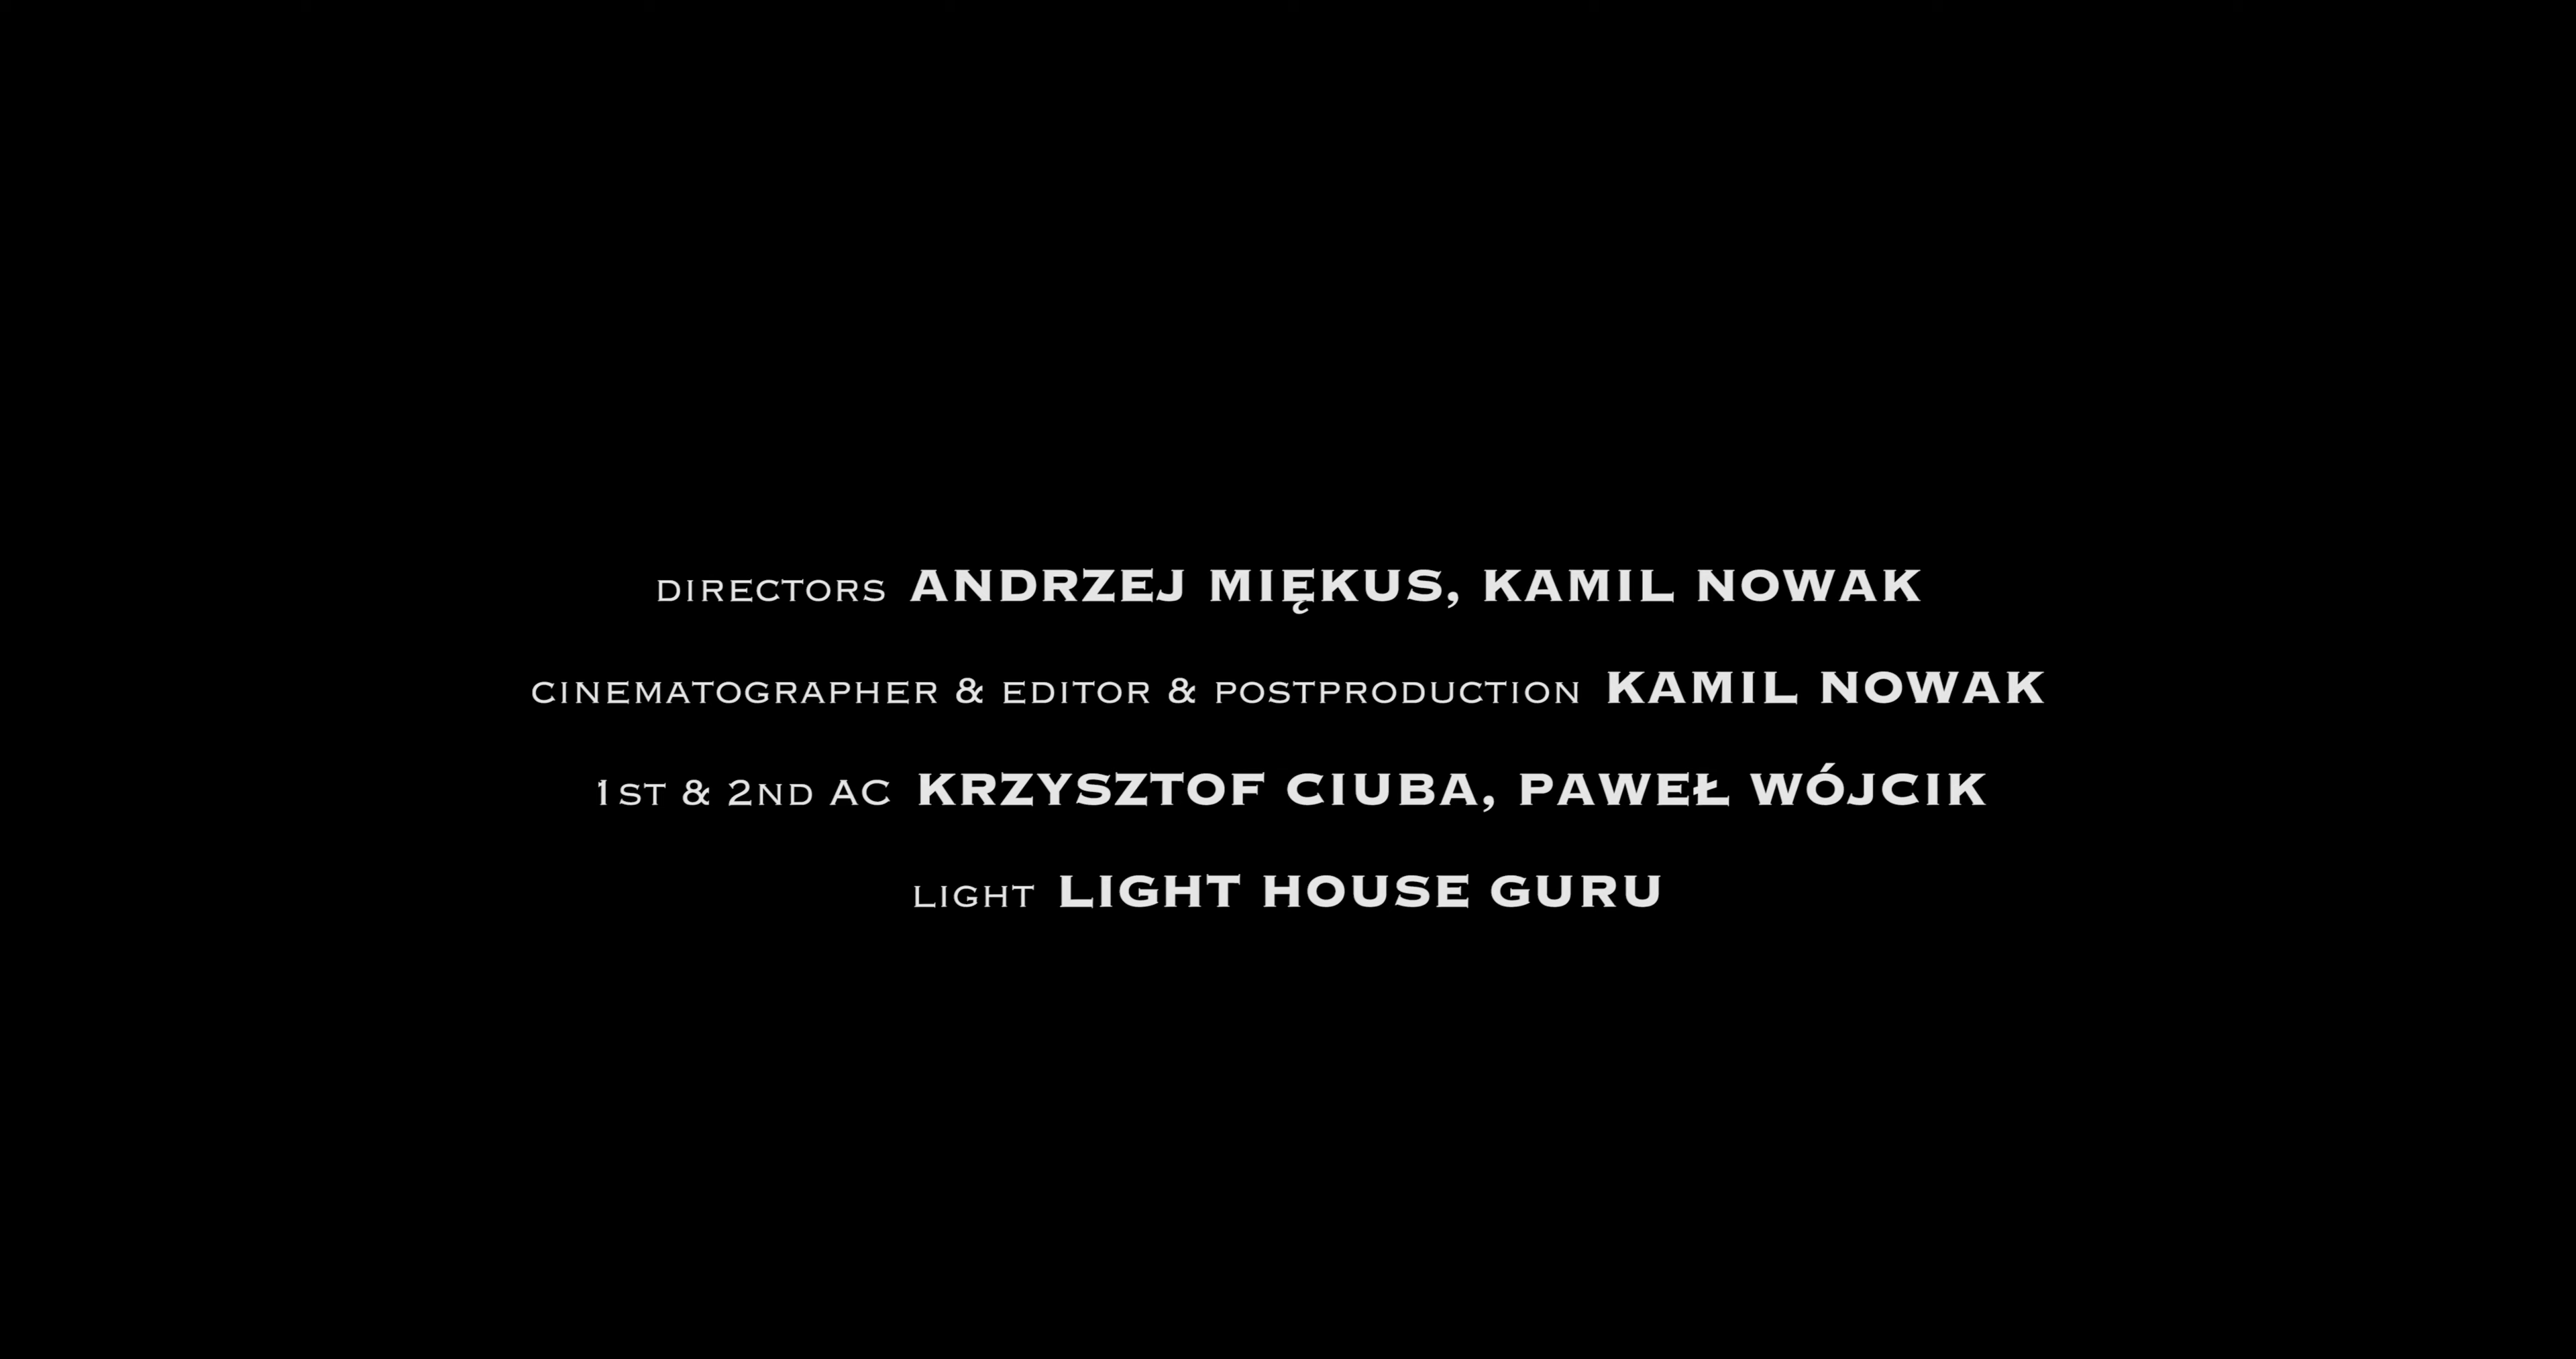 DIRECTORS ANDRZEJ MIĘKUS, KAMIL NOWAK
CINEMATOGRAPHER & EDITOR & POSTPRODUCTION KAMIL NOWAK
1ST & 2ND AC KRZYSZTOF CIUBA, PAWEŁ WÓJCIK
LIGHT LIGHT HOUSE GURU